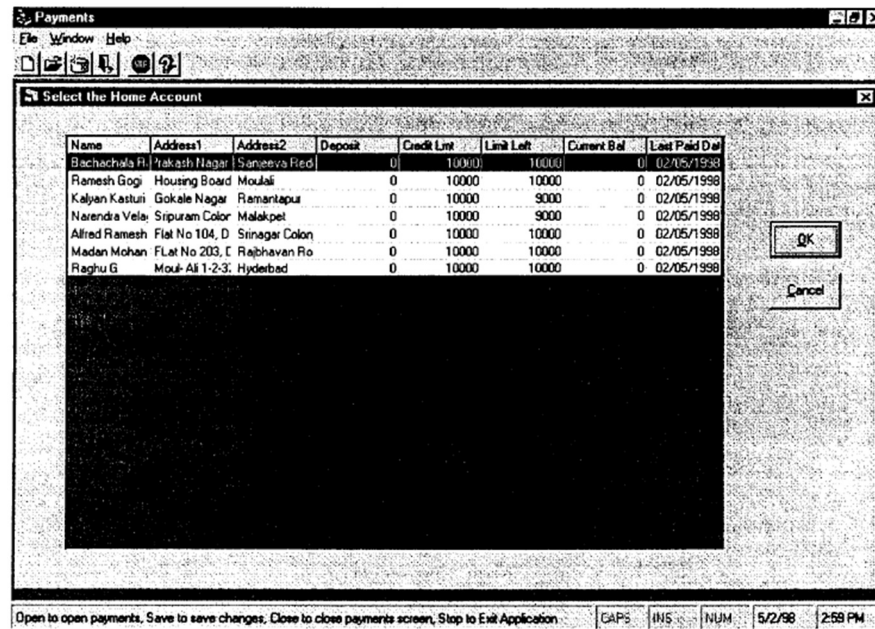 Payments
File Window Help
STOP
Select the Home Account
Name Address1 Address2 Deposit Credit Lmt Limit Left Current Bal Last Paid Dat
Bachachala R. Prakash Nagar Sanjeeva Red 0 10000 10000 0 02/05/1998
Ramesh Gogi Housing Board Moulali 0 10000 10000 0 02/05/1998
Kalyan Kasturi Gokale Nagar Ramantapur 0 10000 9000 0 02/05/1998
Narendra Velag Sripuram Colon Malakpet 0 10000 9000 0 02/05/1998
Alfred Ramesh Flat No 104, D Srinagar Colon 0 10000 10000 0 02/05/1998
Madan Mohan FLat No 203, D Rajbhavan Ro 0 10000 10000 0 02/05/1998
Raghu G Moul- Ali 1-2-3 Hyderbad 0 10000 10000 0 02/05/1998
OK
Cancel
Open to open payments, Save to save changes, Close to close payments screen, Stop to Exit Application CAPS INS NUM 5/2/98 2:59 PM